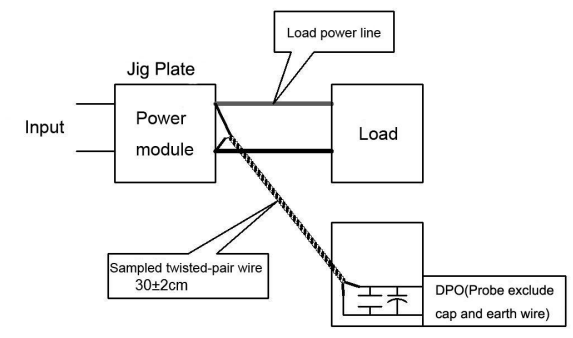 Load power line
Jig Plate
Input
Power
module
Load
Sampled twisted-pair wire
30±2cm
DPO(Probe exclude
cap and earth wire)